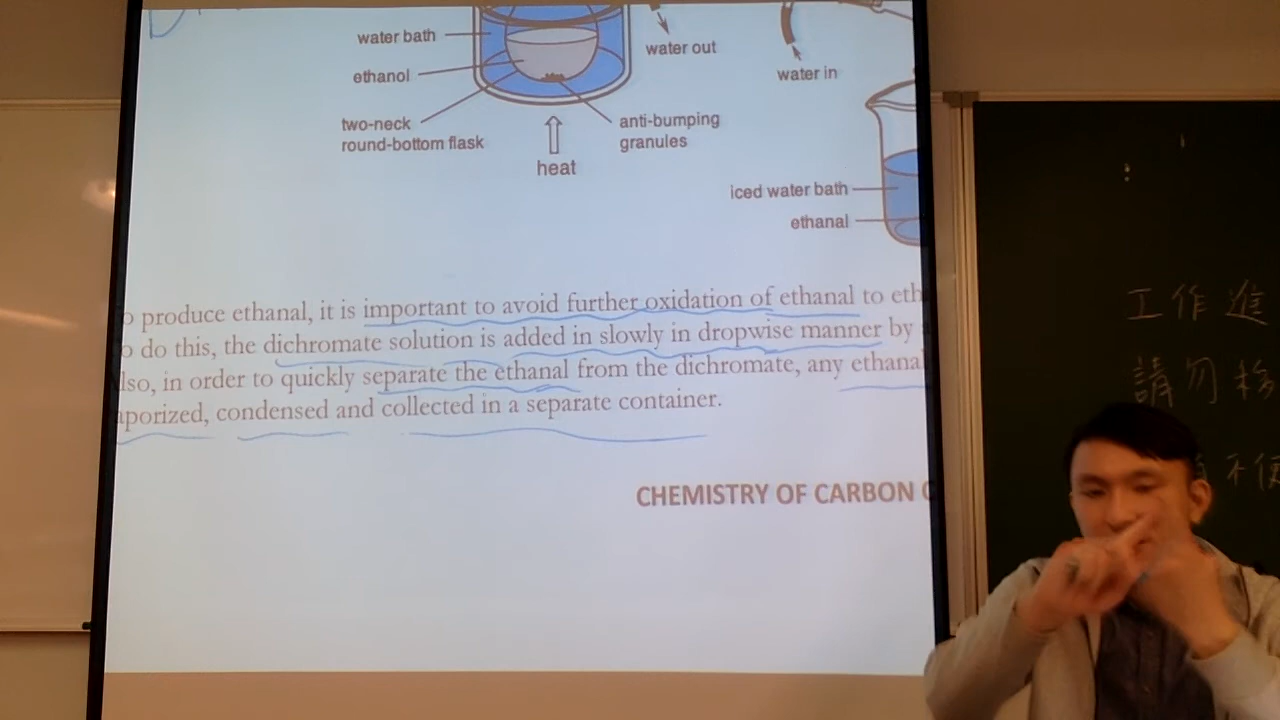 water bath
water out
water in
ethanol
two-neck
round-bottom flask
anti-bumping
granules
heat
iced water bath
ethanal
produce ethanal, it is important to avoid further oxidation of ethanal to eth
do this, the dichromate solution is added in slowly in dropwise manner by
lso, in order to quickly separate the ethanal from the dichromate, any ethanal
aporized, condensed and collected in a separate container.
CHEMISTRY OF CARBON
工作進
請勿
不使